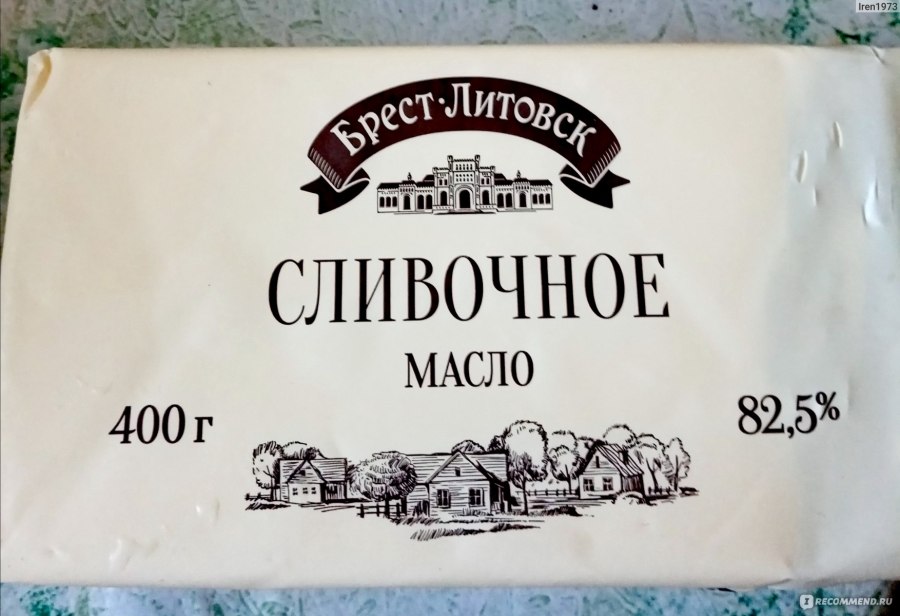 Iren1973
Брест·Литовск
СЛИВОЧНОЕ
МАСЛО
400 г
82,5%
RECOMMEND.RU